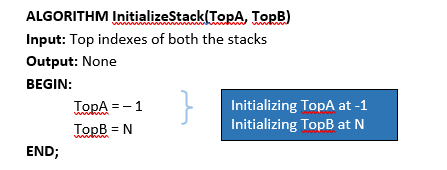 ALGORITHM InitializeStack(TopA, TopB)
Input: Top indexes of both the stacks
Output: None
BEGIN:
TopA = – 1
TopB = N
Initializing TopA at -1
Initializing TopB at N
END;